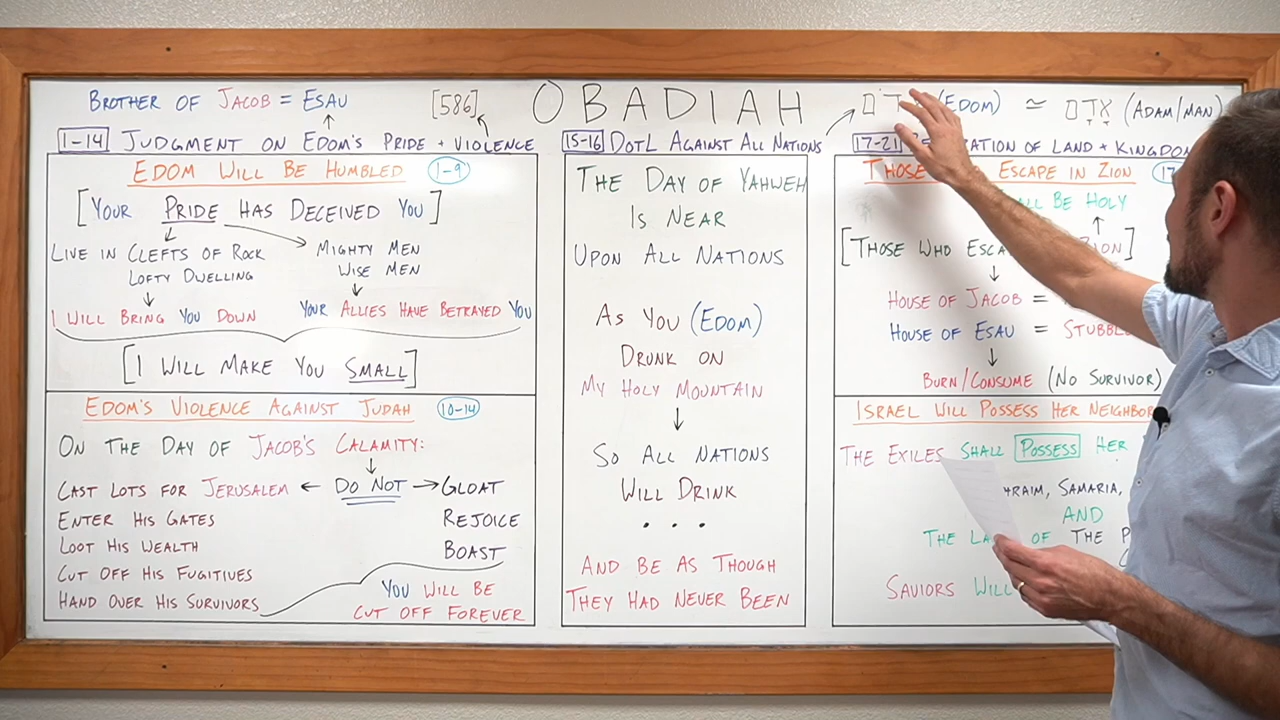 BROTHER OF JACOB = ESAU
[586]
OBADIAH
(EDOM) ≃ אדם (ADAM/MAN)
1-14 JUDGMENT ON EDOM'S PRIDE + VIOLENCE
EDOM WILL BE HUMBLED 1-9
[YOUR PRIDE HAS DECEIVED YOU]
LIVE IN CLEFTS OF ROCK
LOFTY DWELLING
MIGHTY MEN
WISE MEN
I WILL BRING YOU DOWN
YOUR ALLIES HAVE BETRAYED YOU
[I WILL MAKE YOU SMALL]
EDOM'S VIOLENCE AGAINST JUDAH 10-14
ON THE DAY OF JACOB'S CALAMITY:
CAST LOTS FOR JERUSALEM ← DO NOT → GLOAT
ENTER HIS GATES
REJOICE
LOOT HIS WEALTH
BOAST
CUT OFF HIS FUGITIVES
HAND OVER HIS SURVIVORS
YOU WILL BE
CUT OFF FOREVER
15-16 DOTL AGAINST ALL NATIONS
THE DAY OF YAHWEH
IS NEAR
UPON ALL NATIONS
AS YOU (EDOM)
DRUNK ON
MY HOLY MOUNTAIN
SO ALL NATIONS
WILL DRINK
...
AND BE AS THOUGH
THEY HAD NEVER BEEN
17-21 OF LAND + KINGDOM
THOSE ESCAPE IN ZION
BE HOLY
[THOSE WHO
HOUSE OF JACOB =
HOUSE OF ESAU =
BURN/CONSUME (NO SURVIVOR)
ISRAEL WILL POSSESS HER
THE EXILES SHALL POSSESS HER
SAMARIA,
AND
THE OF THE
SAVIORS